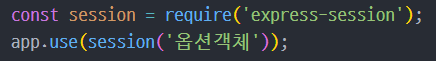 const session = require('express-session');
app.use(session('옵션객체'));